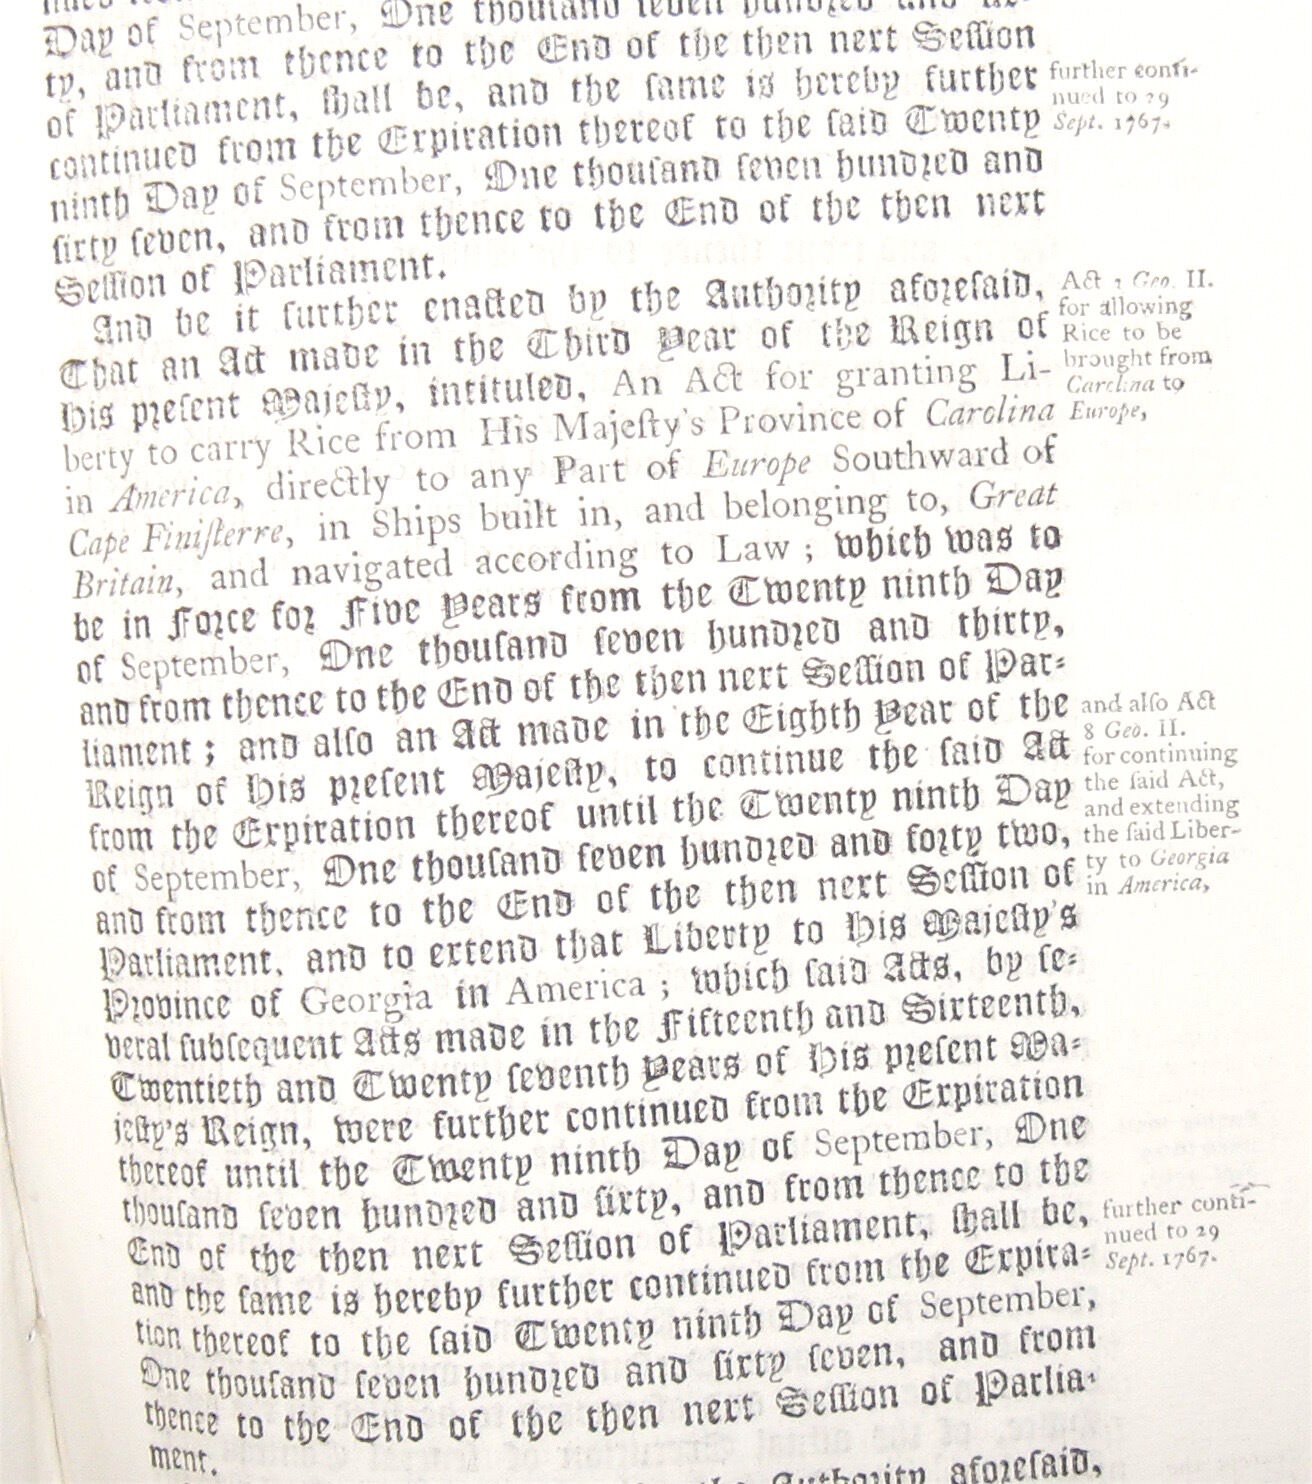 Day of September, One thousand seven hundred and
ty, and from thence to the End of the then next Session
of Parliament, shall be, and the same is hereby further
continued from the Expiration thereof to the said Twenty
ninth Day of September, One thousand seven hundred and
sixty seven, and from thence to the End of the then next
Session of Parliament.
further conti-
nued to 29
Sept. 1767.
And be it further enacted by the Authority aforesaid,
That an Act made in the Third Year of the Reign of
His present Majesty, intituled, An Act for granting Li-
berty to carry Rice from His Majesty's Province of Carolina
in America, directly to any Part of Europe Southward of
Cape Finisterre, in Ships built in, and belonging to, Great
Britain, and navigated according to Law; which was to
be in Force for Five Years from the Twenty ninth Day
of September, One thousand seven hundred and thirty,
and from thence to the End of the then next Session of Par-
liament; and also an Act made in the Eighth Year of the
Reign of His present Majesty, to continue the said Act
from the Expiration thereof until the Twenty ninth Day
of September, One thousand seven hundred and forty two,
and from thence to the End of the then next Session of
Parliament, and to extend that Liberty to His Majesty's
Province of Georgia in America; which said Acts, by se-
veral subsequent Acts made in the Fifteenth and Sixteenth,
Twentieth and Twenty seventh Years of His present Ma-
jesty's Reign, were further continued from the Expiration
thereof until the Twenty ninth Day of September, One
thousand seven hundred and sixty, and from thence to the
End of the then next Session of Parliament, shall be,
and the same is hereby further continued from the Expira-
tion thereof to the said Twenty ninth Day of September,
One thousand seven hundred and sixty seven, and from
thence to the End of the then next Session of Parlia-
ment.
Act Geo. II.
for allowing
Rice to be
brought from
Carolina to
Europe,
and also Act
8 Geo. II.
for continuing
the said Act,
and extending
the said Liber-
ty to Georgia
in America,
further conti-
nued to 29
Sept. 1767.
Authority aforesaid,